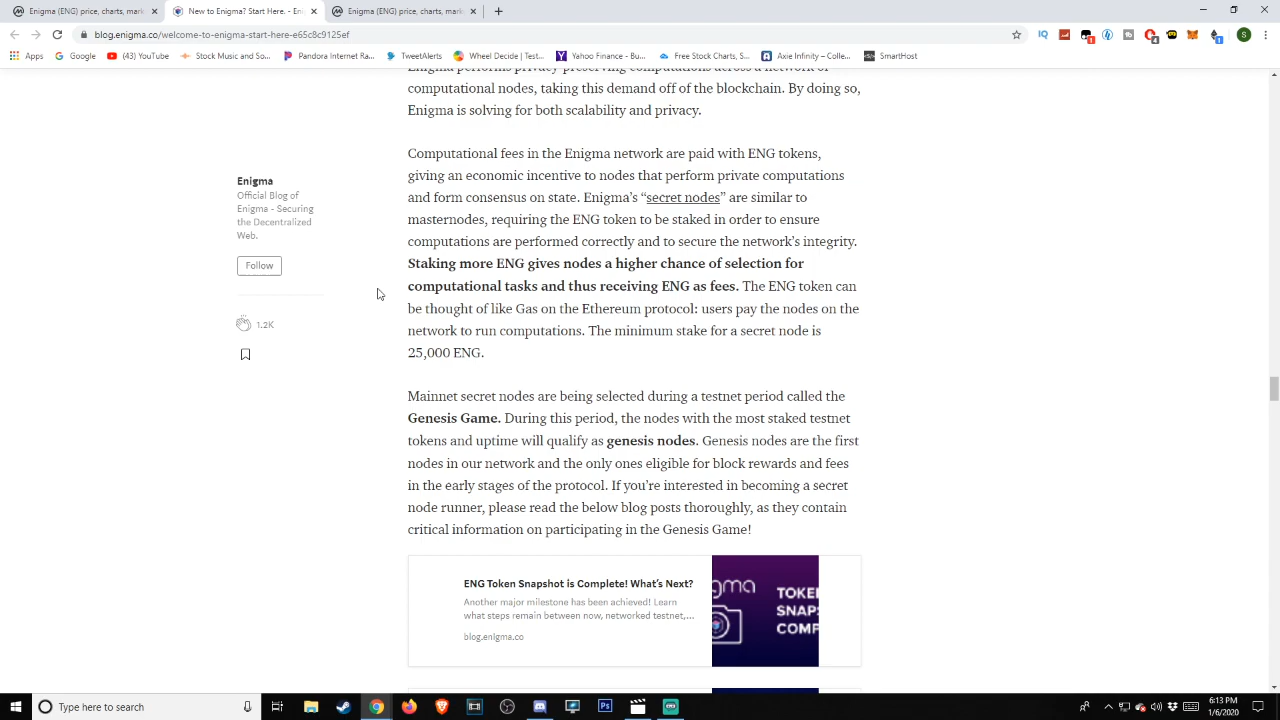 Enigma (ENG) price, charts, mark
New to Enigma? Start Here. - Eni
Enigma (ENG) price, charts, mark
blog.enigma.co/welcome-to-enigma-start-here-e65c8c9125ef
Apps
Google
(43) YouTube
Stock Music and So...
Pandora Internet Ra...
TweetAlerts
Wheel Decide | Test...
Yahoo Finance - Bu...
Free Stock Charts, S...
Axie Infinity – Colle...
SmartHost
Enigma performs privacy preserving computations across a network of
computational nodes, taking this demand off of the blockchain. By doing so,
Enigma is solving for both scalability and privacy.
Computational fees in the Enigma network are paid with ENG tokens,
giving an economic incentive to nodes that perform private computations
and form consensus on state. Enigma’s “secret nodes” are similar to
masternodes, requiring the ENG token to be staked in order to ensure
computations are performed correctly and to secure the network’s integrity.
Staking more ENG gives nodes a higher chance of selection for
computational tasks and thus receiving ENG as fees. The ENG token can
be thought of like Gas on the Ethereum protocol: users pay the nodes on the
network to run computations. The minimum stake for a secret node is
25,000 ENG.
Enigma
Official Blog of
Enigma - Securing
the Decentralized
Web.
Follow
1.2K
Mainnet secret nodes are being selected during a testnet period called the
Genesis Game. During this period, the nodes with the most staked testnet
tokens and uptime will qualify as genesis nodes. Genesis nodes are the first
nodes in our network and the only ones eligible for block rewards and fees
in the early stages of the protocol. If you’re interested in becoming a secret
node runner, please read the below blog posts thoroughly, as they contain
critical information on participating in the Genesis Game!
ENG Token Snapshot is Complete! What’s Next?
Another major milestone has been achieved! Learn
what steps remain between now, networked testnet,...
blog.enigma.co
igma
TOKE
SNAPS
COMP
Type here to search
6:13 PM
1/6/2020